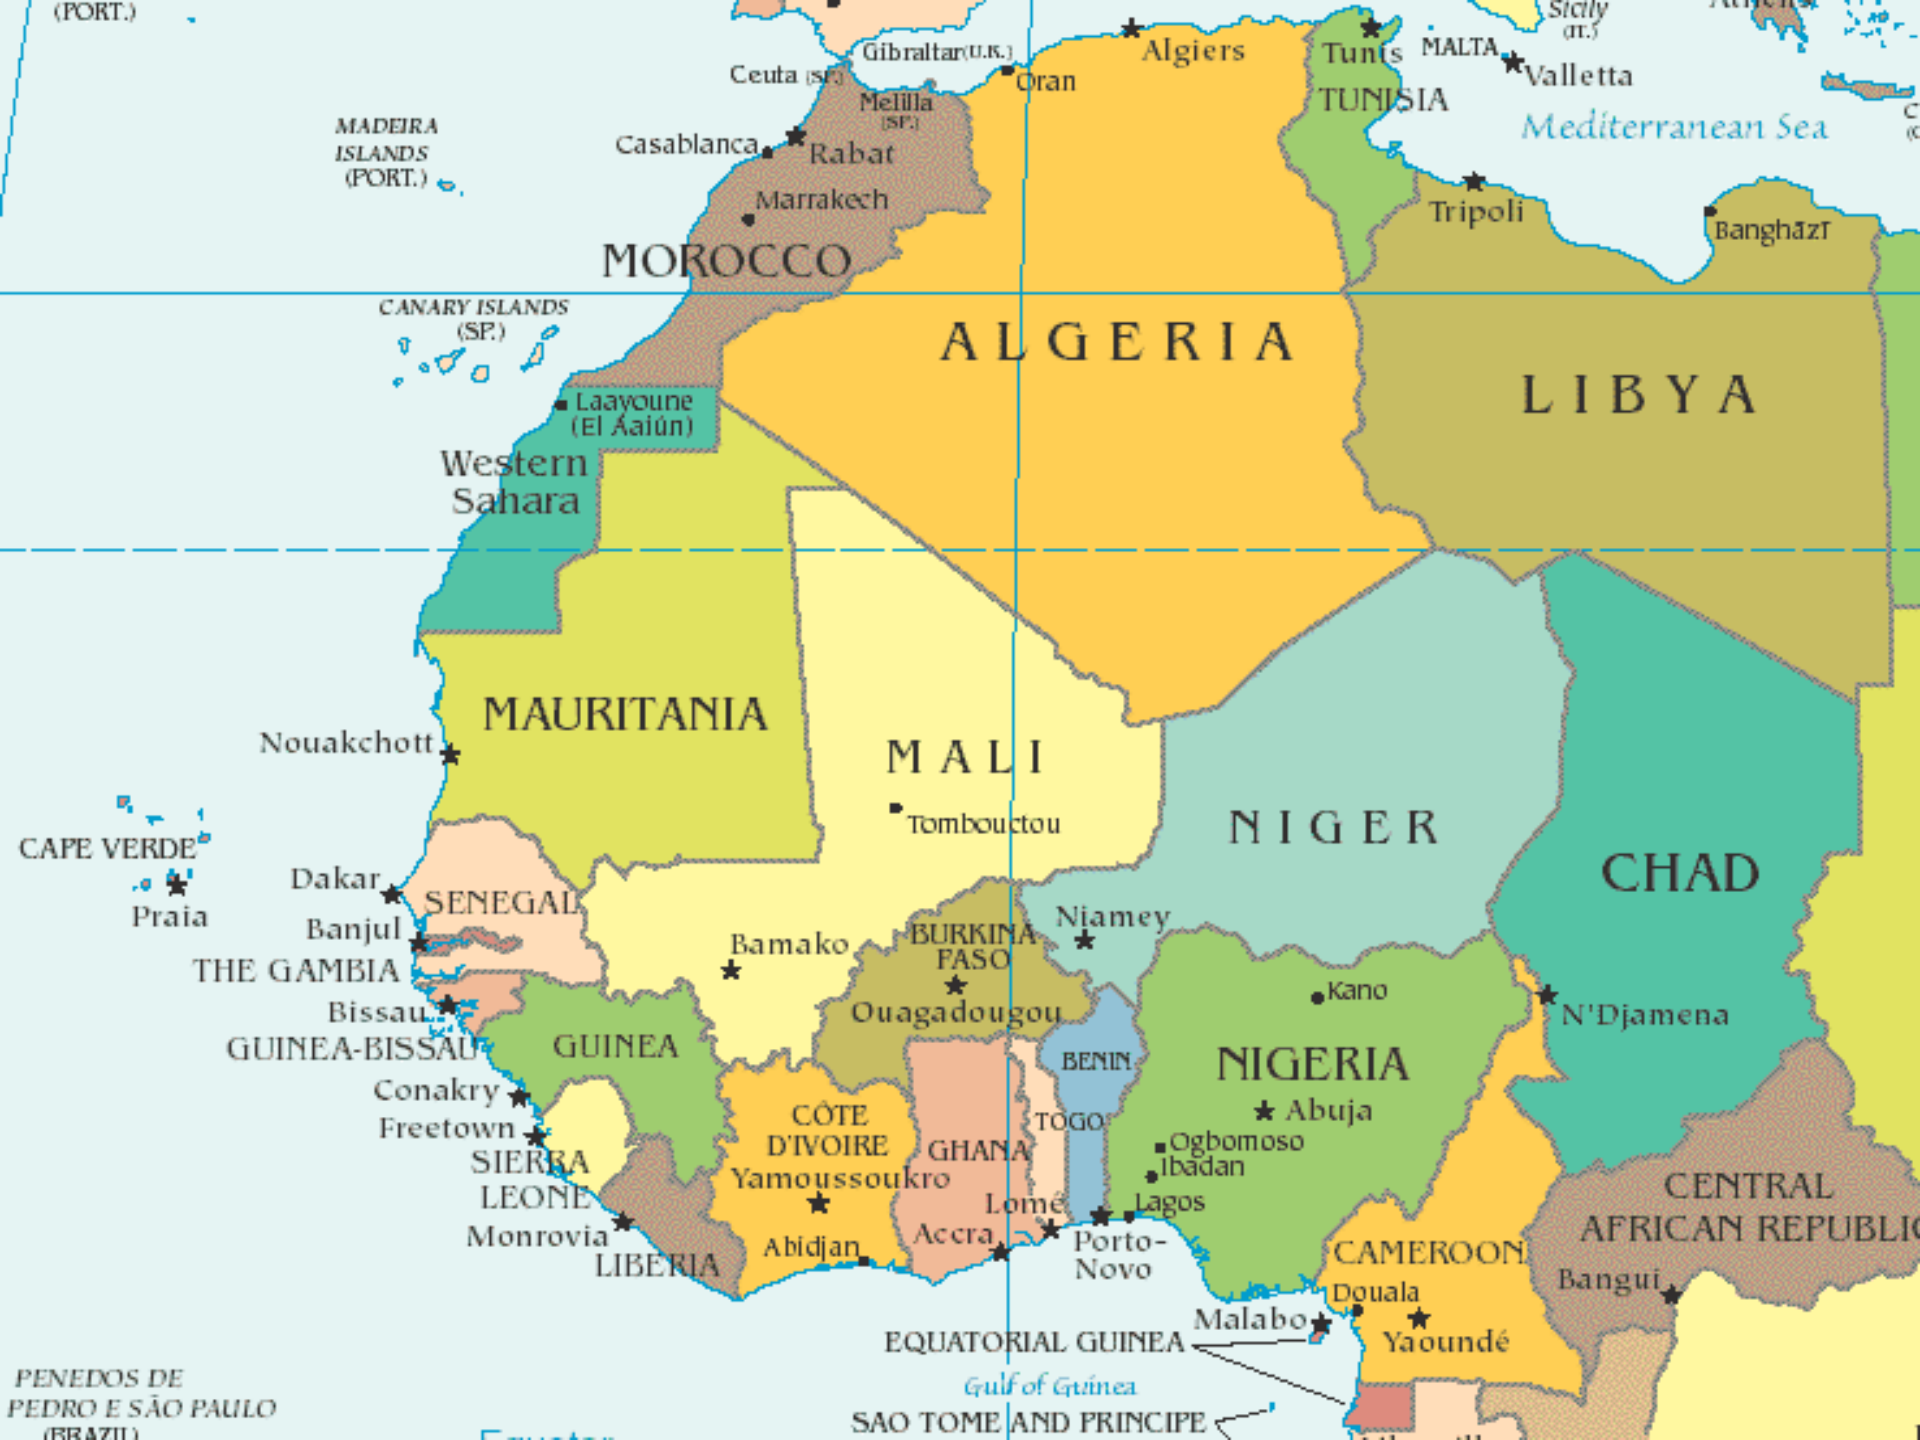 (PORT.)
Sicily
(IT.)
Gibraltar(U.K.)
Algiers
Tunis
MALTA
Valletta
Ceuta (SP.)
Oran
Melilla
(SP.)
TUNISIA
Mediterranean Sea
MADEIRA
ISLANDS
(PORT.)
Casablanca
Rabat
Marrakech
Tripoli
Banghāzī
MOROCCO
CANARY ISLANDS
(SP.)
ALGERIA
LIBYA
Laayoune
(El Aaiún)
Western
Sahara
MAURITANIA
Nouakchott
MALI
Tombouctou
NIGER
CHAD
CAPE VERDE
Praia
Dakar
SENEGAL
Banjul
THE GAMBIA
Bissau
GUINEA-BISSAU
Bamako
BURKINA
FASO
Ouagadougou
Niamey
Kano
N'Djamena
GUINEA
BENIN
NIGERIA
Conakry
Freetown
SIERRA
LEONE
Monrovia
LIBERIA
CÔTE
D'IVOIRE
Yamoussoukro
Abidjan
GHANA
TOGO
Lomé
Accra
Abuja
Ogbomoso
Ibadan
Lagos
Porto-
Novo
CENTRAL
AFRICAN REPUBLIC
CAMEROON
Bangui
Douala
Malabo
Yaoundé
EQUATORIAL GUINEA
Gulf of Guinea
SAO TOME AND PRINCIPE
PENEDOS DE
PEDRO E SÃO PAULO
(BRAZIL)
Equator